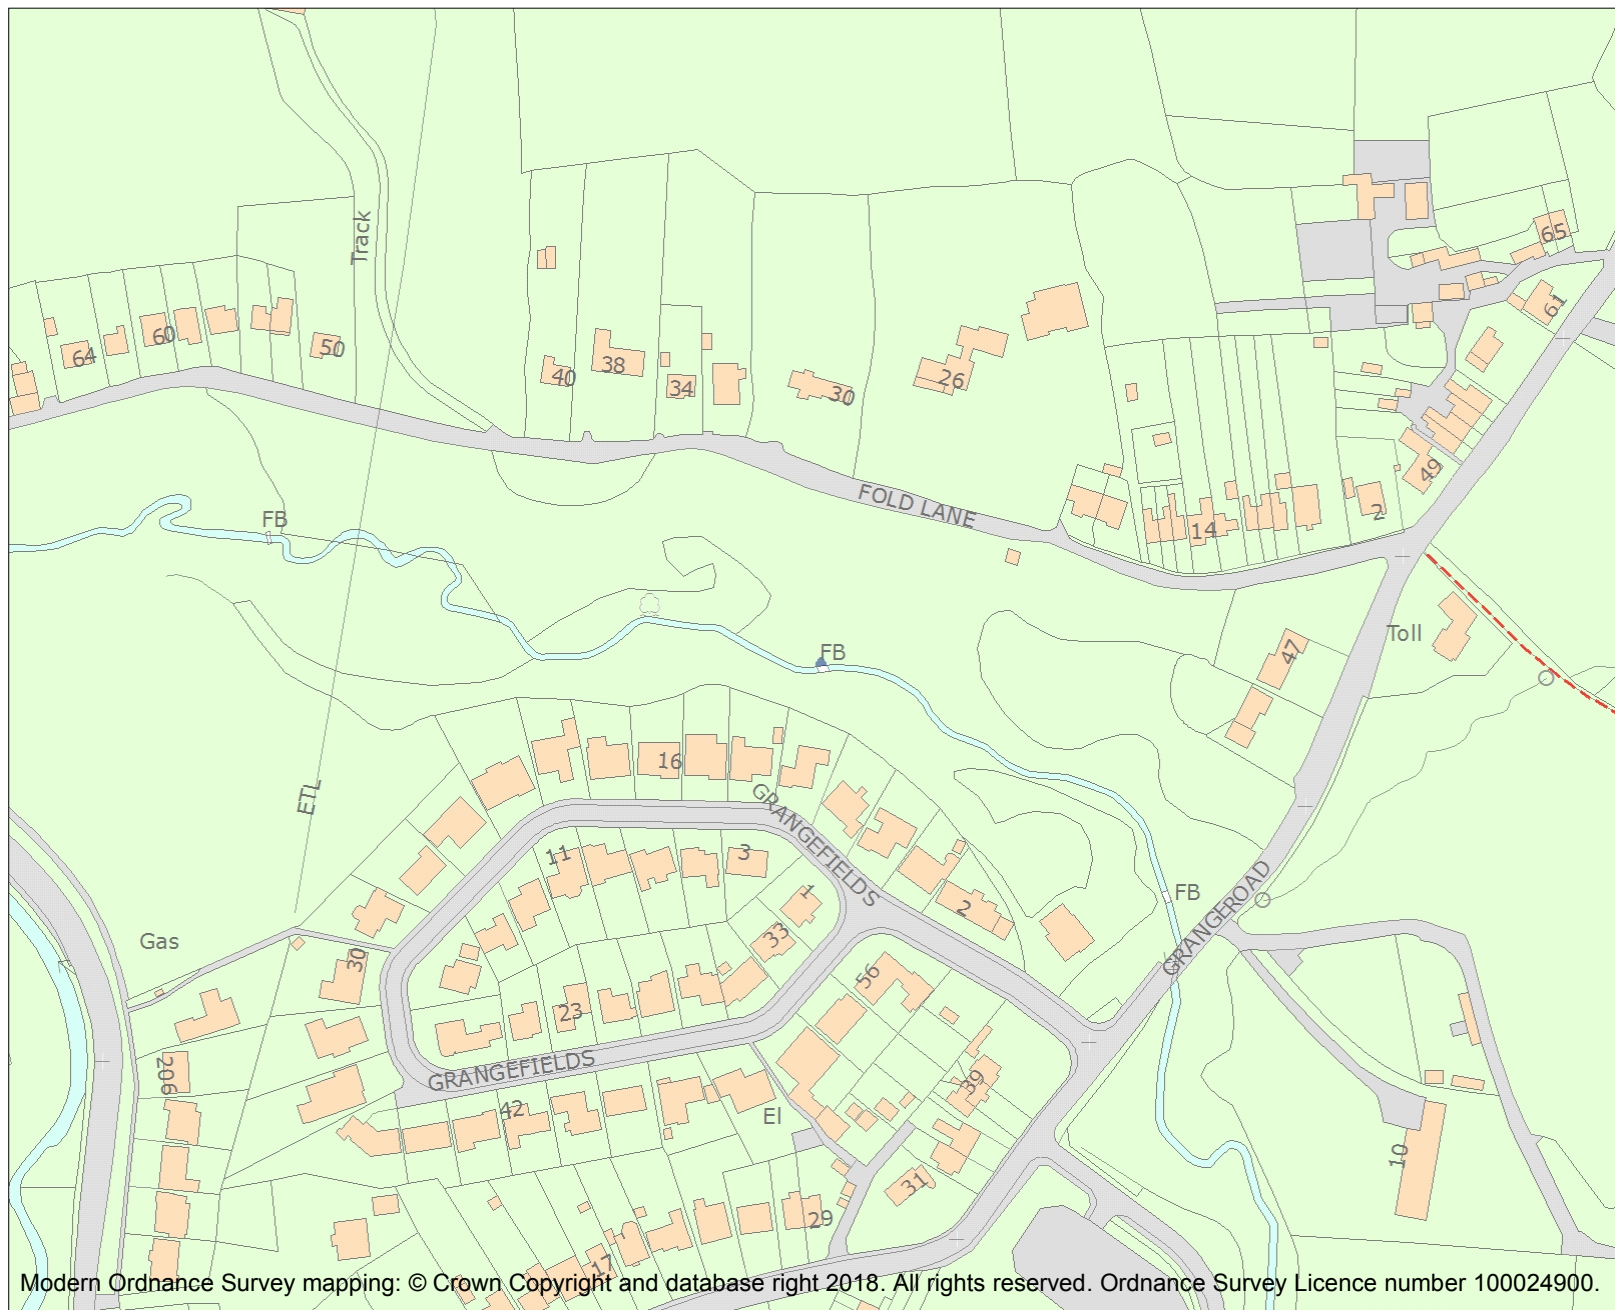 65
Track
61
60
64
50
40
38
34
30
26
49
FOLD LANE
2
14
FB
Toll
47
FB
16
ETL
GRANGEFIELDS
11
3
1
2
FB
GRANGEROAD
33
Gas
30
56
23
GRANGEFIELDS
206
39
42
El
10
31
29
17
Modern Ordnance Survey mapping: © Crown Copyright and database right 2018. All rights reserved. Ordnance Survey Licence number 100024900.